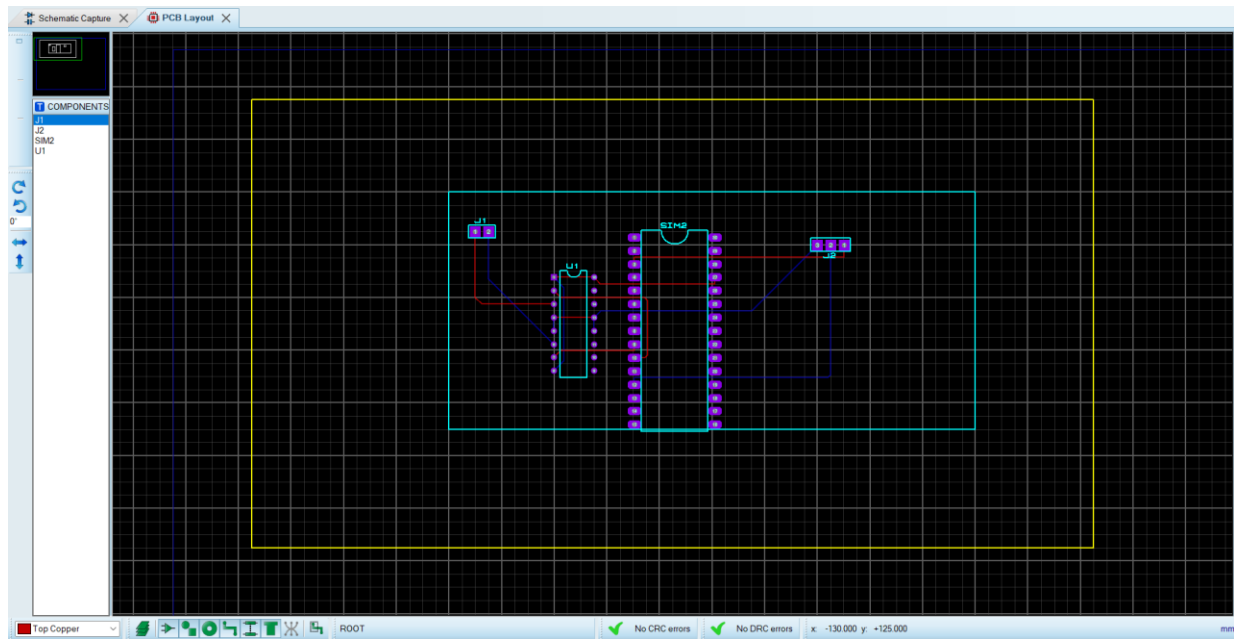 Schematic Capture
PCB Layout
COMPONENTS
J1
J2
SIM2
U1
0°
J1
SIM2
J2
U1
Top Copper
ROOT
No CRC errors
No DRC errors
x: -130.000 y: +125.000
mm